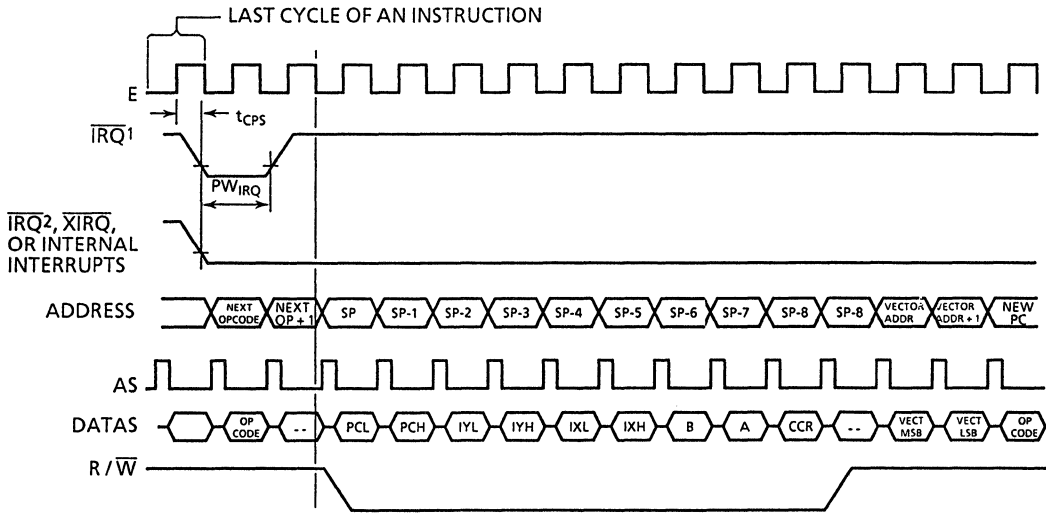 LAST CYCLE OF AN INSTRUCTION
E
tCPS
IRQ1
PWIRQ
IRQ2, XIRQ,
OR INTERNAL
INTERRUPTS
ADDRESS
NEXT OPCODE NEXT OP + 1 SP SP-1 SP-2 SP-3 SP-4 SP-5 SP-6 SP-7 SP-8 SP-8 VECTOR ADDR VECTOR ADDR + 1 NEW PC
AS
DATAS
OP CODE -- PCL PCH IYL IYH IXL IXH B A CCR -- VECT MSB VECT LSB OP CODE
R / W